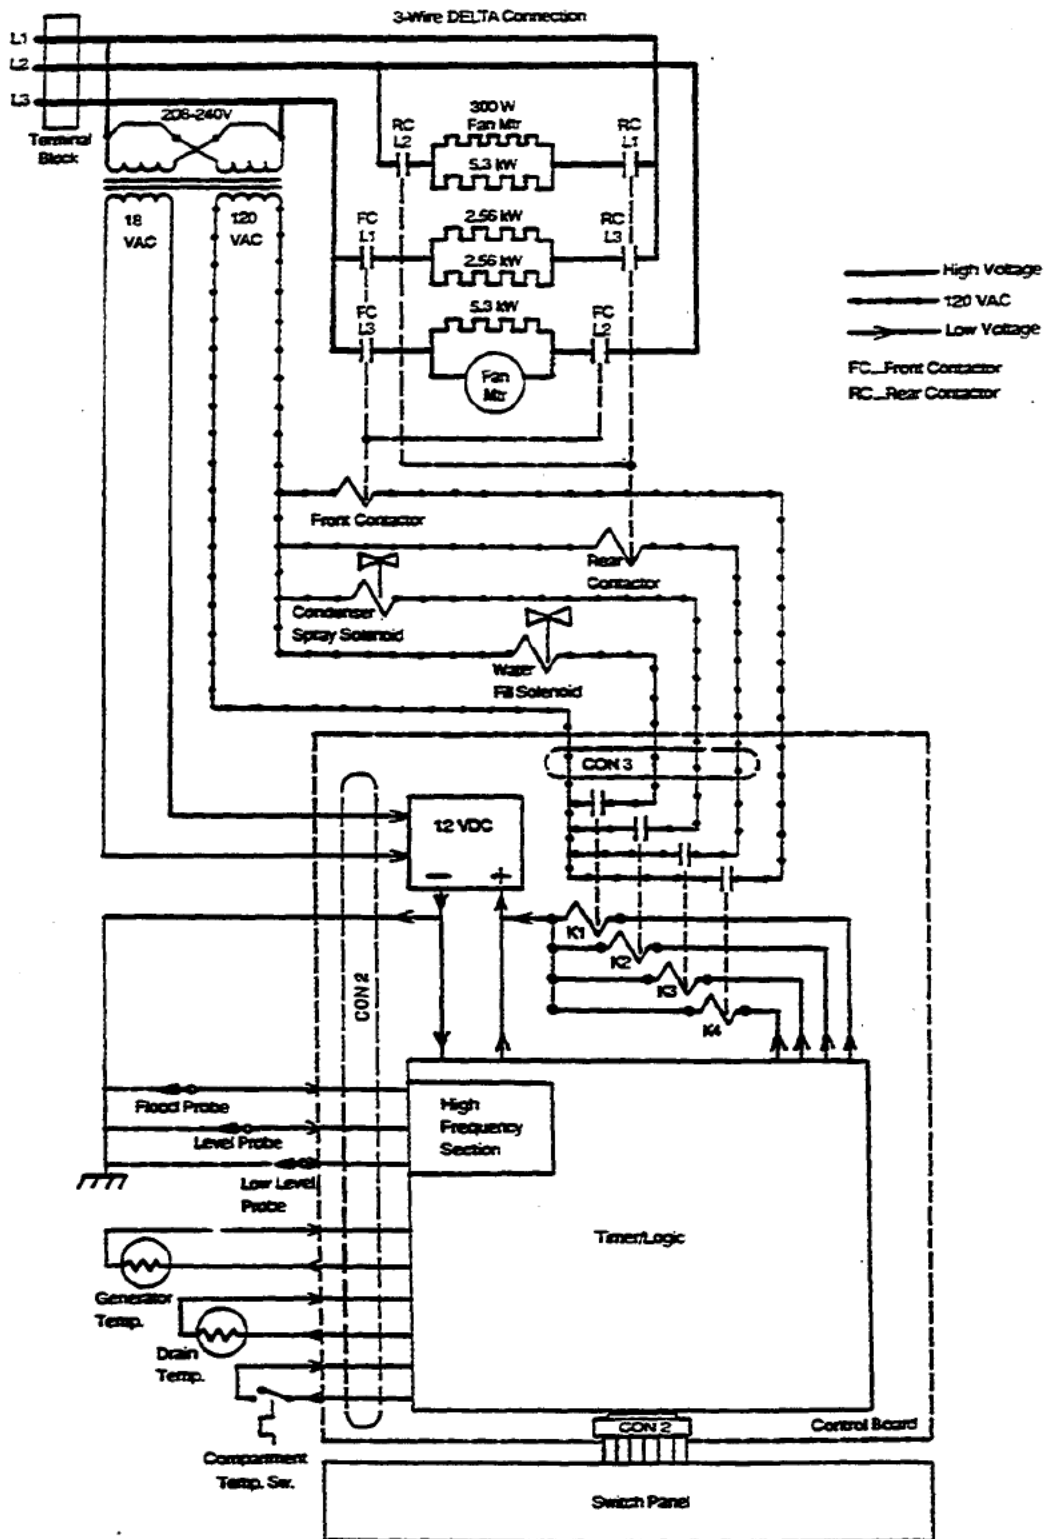 3-Wire DELTA Connection
L1
L2
L3
Terminal
Block
208-240V
18
VAC
120
VAC
300 W
Fan Mtr
5.3 kW
RC
L2
RC
L1
2.56 kW
2.56 kW
FC
L1
RC
L3
5.3 kW
FC
L3
FC
L2
Fan
Mtr
High Voltage
120 VAC
Low Voltage
FC_Front Contactor
RC_Rear Contactor
Front Contactor
Rear
Contactor
Condenser
Spray Solenoid
Water
Fill Solenoid
CON 3
12 VDC
− +
K1
K2
K3
K4
CON 2
Flood Probe
Level Probe
Low Level
Probe
High
Frequency
Section
Timer/Logic
Generator
Temp.
Drain
Temp.
Compartment
Temp. Sw.
CON 2
Control Board
Switch Panel